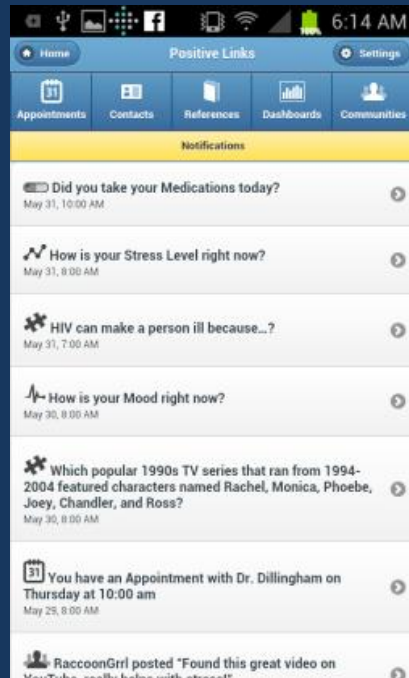 6:14 AM
Home
Positive Links
Settings
31
Appointments
Contacts
References
Dashboards
Communities
Notifications
Did you take your Medications today?
May 31, 10:00 AM
How is your Stress Level right now?
May 31, 8:00 AM
HIV can make a person ill because...?
May 31, 7:00 AM
How is your Mood right now?
May 30, 8:00 AM
Which popular 1990s TV series that ran from 1994-
2004 featured characters named Rachel, Monica, Phoebe,
Joey, Chandler, and Ross?
May 30, 8:00 AM
31
You have an Appointment with Dr. Dillingham on
Thursday at 10:00 am
May 29, 8:00 AM
RaccoonGrrl posted "Found this great video on
YouTube, really helps with stress!"